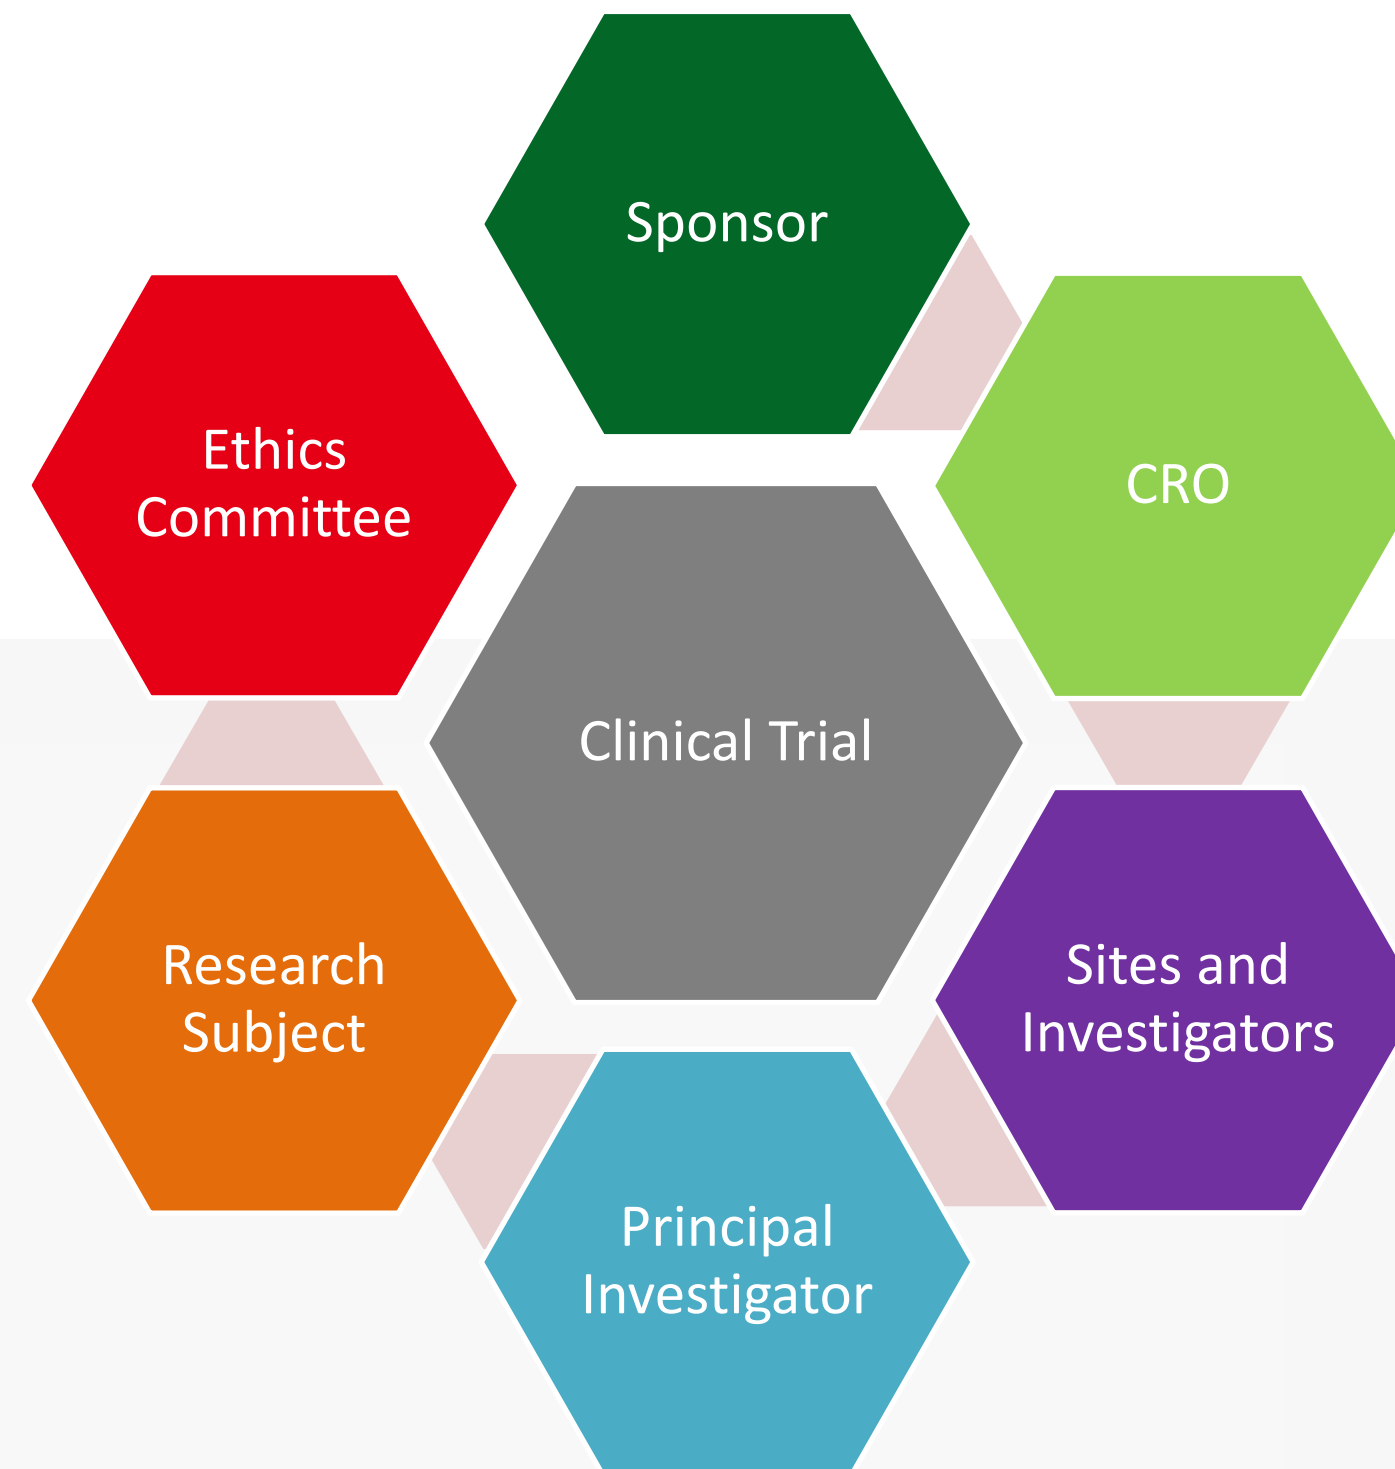 Sponsor
Ethics
Committee
CRO
Clinical Trial
Research
Subject
Sites and
Investigators
Principal
Investigator